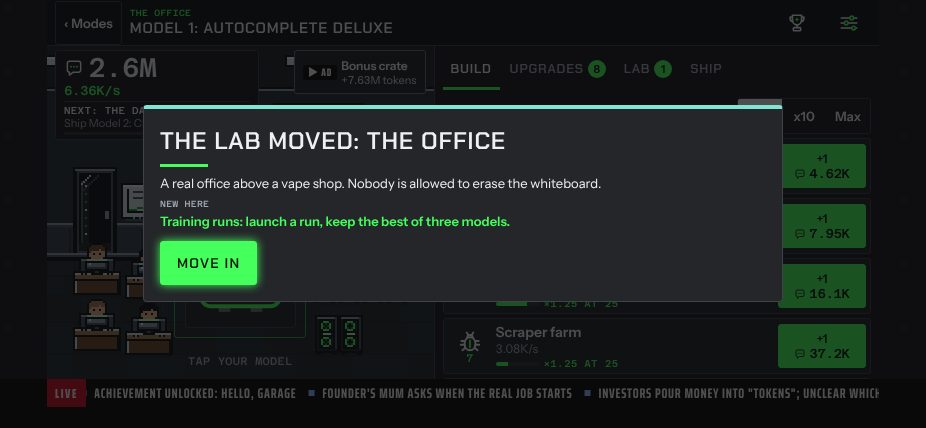 ‹ Modes
THE OFFICE
MODEL 1: AUTOCOMPLETE DELUXE
2.6M
6.36K/s
NEXT: THE DA
Ship Model 2: C
AD
Bonus crate
+7.63M tokens
BUILD
UPGRADES 8
LAB 1
SHIP
x10
Max
THE LAB MOVED: THE OFFICE
A real office above a vape shop. Nobody is allowed to erase the whiteboard.
NEW HERE
Training runs: launch a run, keep the best of three models.
MOVE IN
+1
4.62K
+1
7.95K
+1
16.1K
×1.25 AT 25
Scraper farm
3.08K/s
7
×1.25 AT 25
+1
37.2K
TAP YOUR MODEL
LIVE
ACHIEVEMENT UNLOCKED: HELLO, GARAGE
FOUNDER'S MUM ASKS WHEN THE REAL JOB STARTS
INVESTORS POUR MONEY INTO "TOKENS"; UNCLEAR WHICH